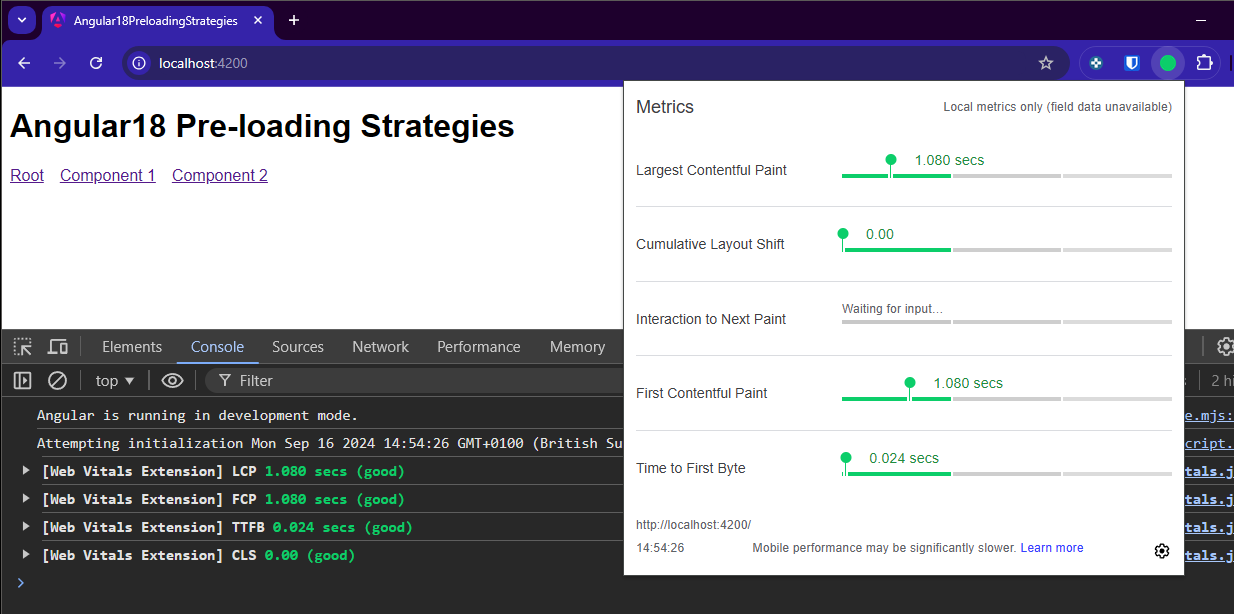 Angular18PreloadingStrategies
localhost:4200
Angular18 Pre-loading Strategies
Root Component 1 Component 2
Metrics Local metrics only (field data unavailable)
Largest Contentful Paint 1.080 secs
Cumulative Layout Shift 0.00
Interaction to Next Paint Waiting for input...
First Contentful Paint 1.080 secs
Time to First Byte 0.024 secs
http://localhost:4200/
14:54:26 Mobile performance may be significantly slower. Learn more
Elements Console Sources Network Performance Memory
top Filter 2 hi
Angular is running in development mode. e.mjs:
Attempting initialization Mon Sep 16 2024 14:54:26 GMT+0100 (British Su cript.
[Web Vitals Extension] LCP 1.080 secs (good) tals.j
[Web Vitals Extension] FCP 1.080 secs (good) tals.j
[Web Vitals Extension] TTFB 0.024 secs (good) tals.j
[Web Vitals Extension] CLS 0.00 (good) tals.j